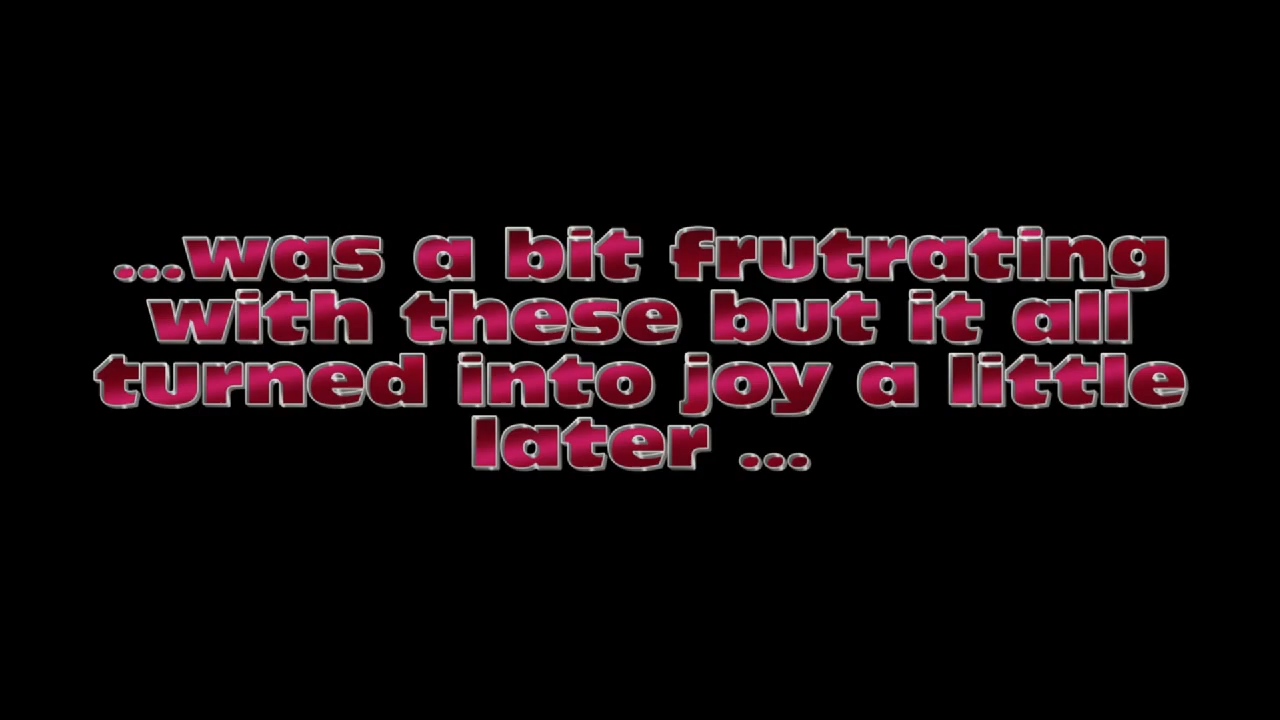 ...was a bit frutrating
with these but it all
turned into joy a little
later ...